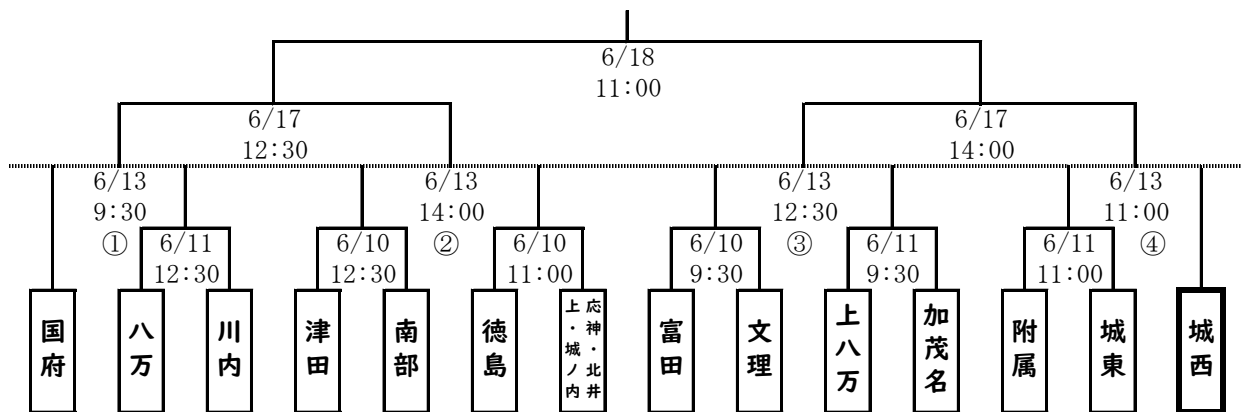 6/18
11:00
6/17
12:30
6/17
14:00
6/13
9:30
①
6/13
14:00
②
6/13
12:30
③
6/13
11:00
④
6/11
12:30
6/10
12:30
6/10
11:00
6/10
9:30
6/11
9:30
6/11
11:00
国府
八万
川内
津田
南部
徳島
応神・北井
上・城ノ内
富田
文理
上八万
加茂名
附属
城東
城西